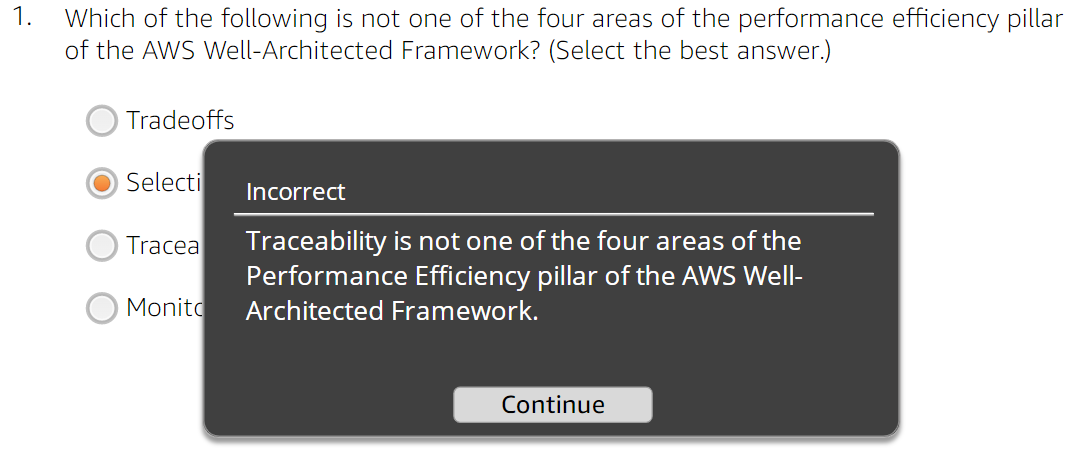 1. Which of the following is not one of the four areas of the performance efficiency pillar
of the AWS Well-Architected Framework? (Select the best answer.)
Tradeoffs
Selecti
Tracea
Monito
Incorrect
Traceability is not one of the four areas of the
Performance Efficiency pillar of the AWS Well-
Architected Framework.
Continue